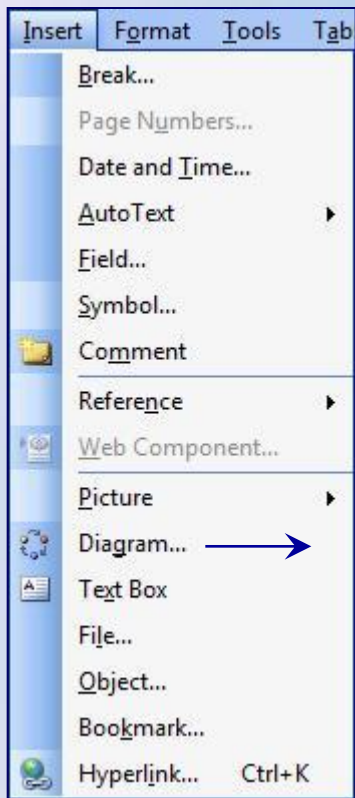 Insert Format Tools Tab
Break...
Page Numbers...
Date and Time...
AutoText
Field...
Symbol...
Comment
Reference
Web Component...
Picture
Diagram...
Text Box
File...
Object...
Bookmark...
Hyperlink... Ctrl+K